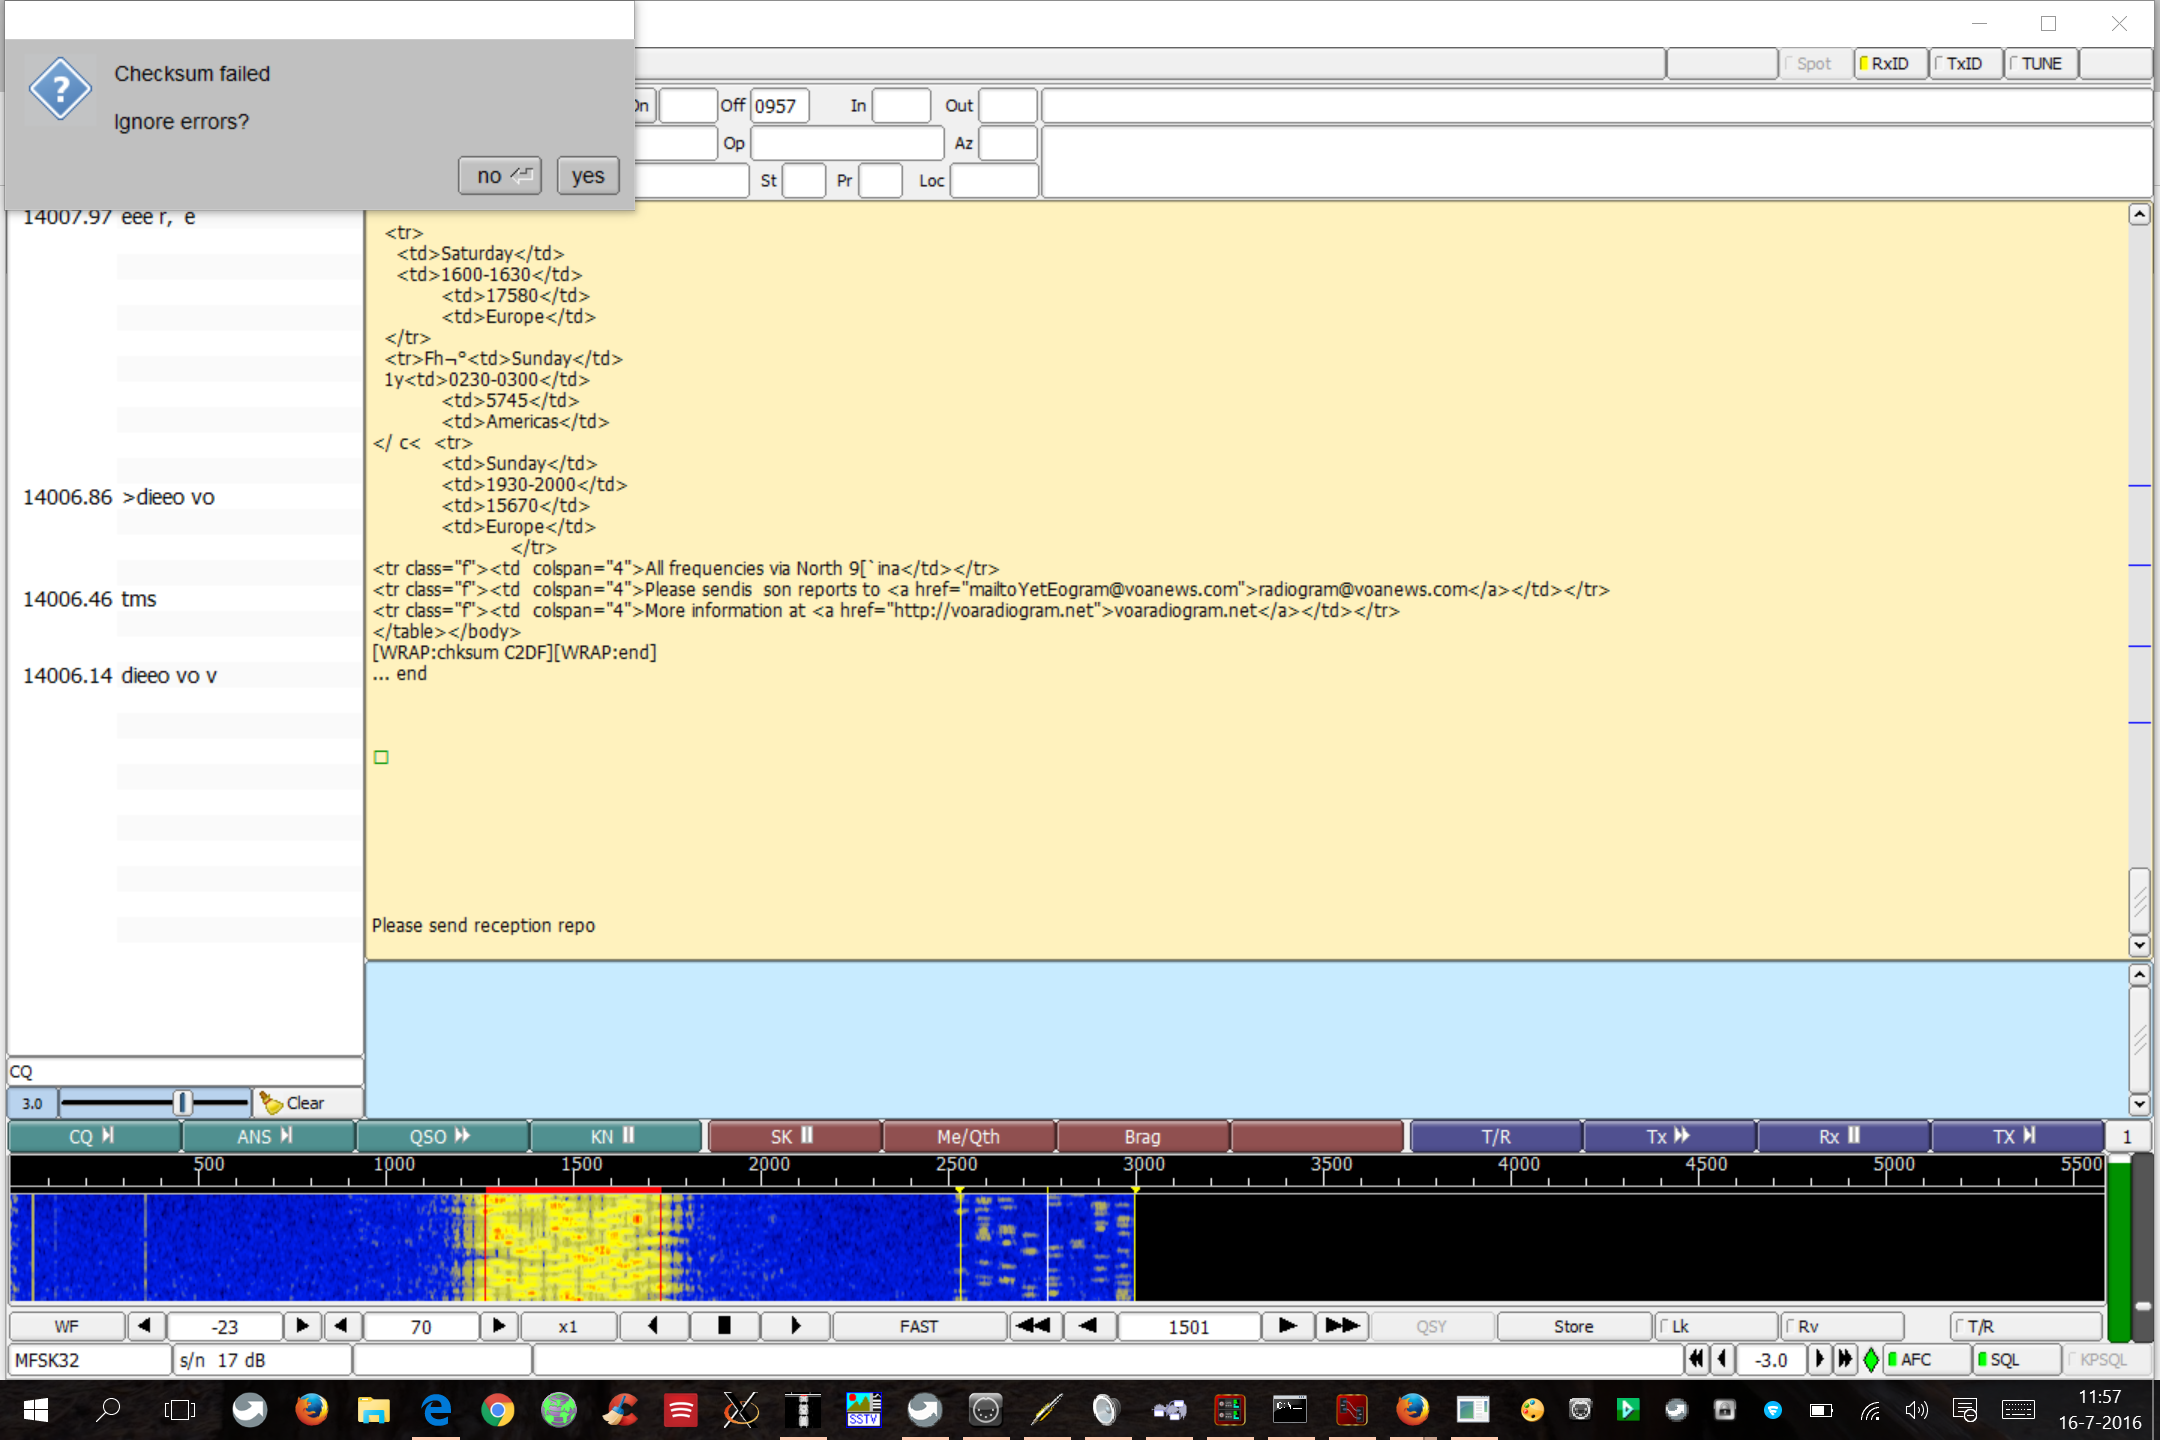 Checksum failed
Ignore errors?
no yes
Spot RxID TxID TUNE
Off 0957 In Out
Op Az
St Pr Loc
14007.97 eee r,  e
14006.86 >dieeo vo
14006.46 tms
14006.14 dieeo vo v
<tr>
<td>Saturday</td>
<td>1600-1630</td>
<td>17580</td>
<td>Europe</td>
</tr>
<tr>Fh¬°<td>Sunday</td>
1y<td>0230-0300</td>
<td>5745</td>
<td>Americas</td>
</ c<  <tr>
<td>Sunday</td>
<td>1930-2000</td>
<td>15670</td>
<td>Europe</td>
</tr>
<tr class="f"><td  colspan="4">All frequencies via North 9[`ina</td></tr>
<tr class="f"><td  colspan="4">Please sendis  son reports to <a href="mailtoYetEogram@voanews.com">radiogram@voanews.com</a></td></tr>
<tr class="f"><td  colspan="4">More information at <a href="http://voaradiogram.net">voaradiogram.net</a></td></tr>
</table></body>
[WRAP:chksum C2DF][WRAP:end]
... end
Please send reception repo
CQ
3.0 Clear
CQ ANS QSO KN SK Me/Qth Brag T/R Tx Rx TX 1
500 1000 1500 2000 2500 3000 3500 4000 4500 5000 5500
WF -23 70 x1 FAST 1501 QSY Store Lk Rv T/R
MFSK32 s/n  17 dB -3.0 AFC SQL KPSQL
SSTV
11:57
16-7-2016